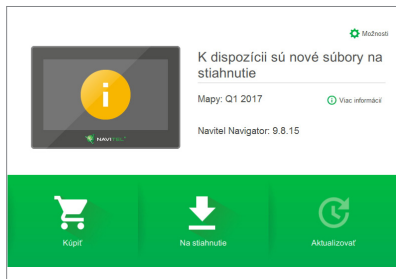 Možnosti
K dispozícii sú nové súbory na
stiahnutie
Mapy: Q1 2017
Viac informácií
Navitel Navigator: 9.8.15
NAVITEL
Kúpiť
Na stiahnutie
Aktualizovať